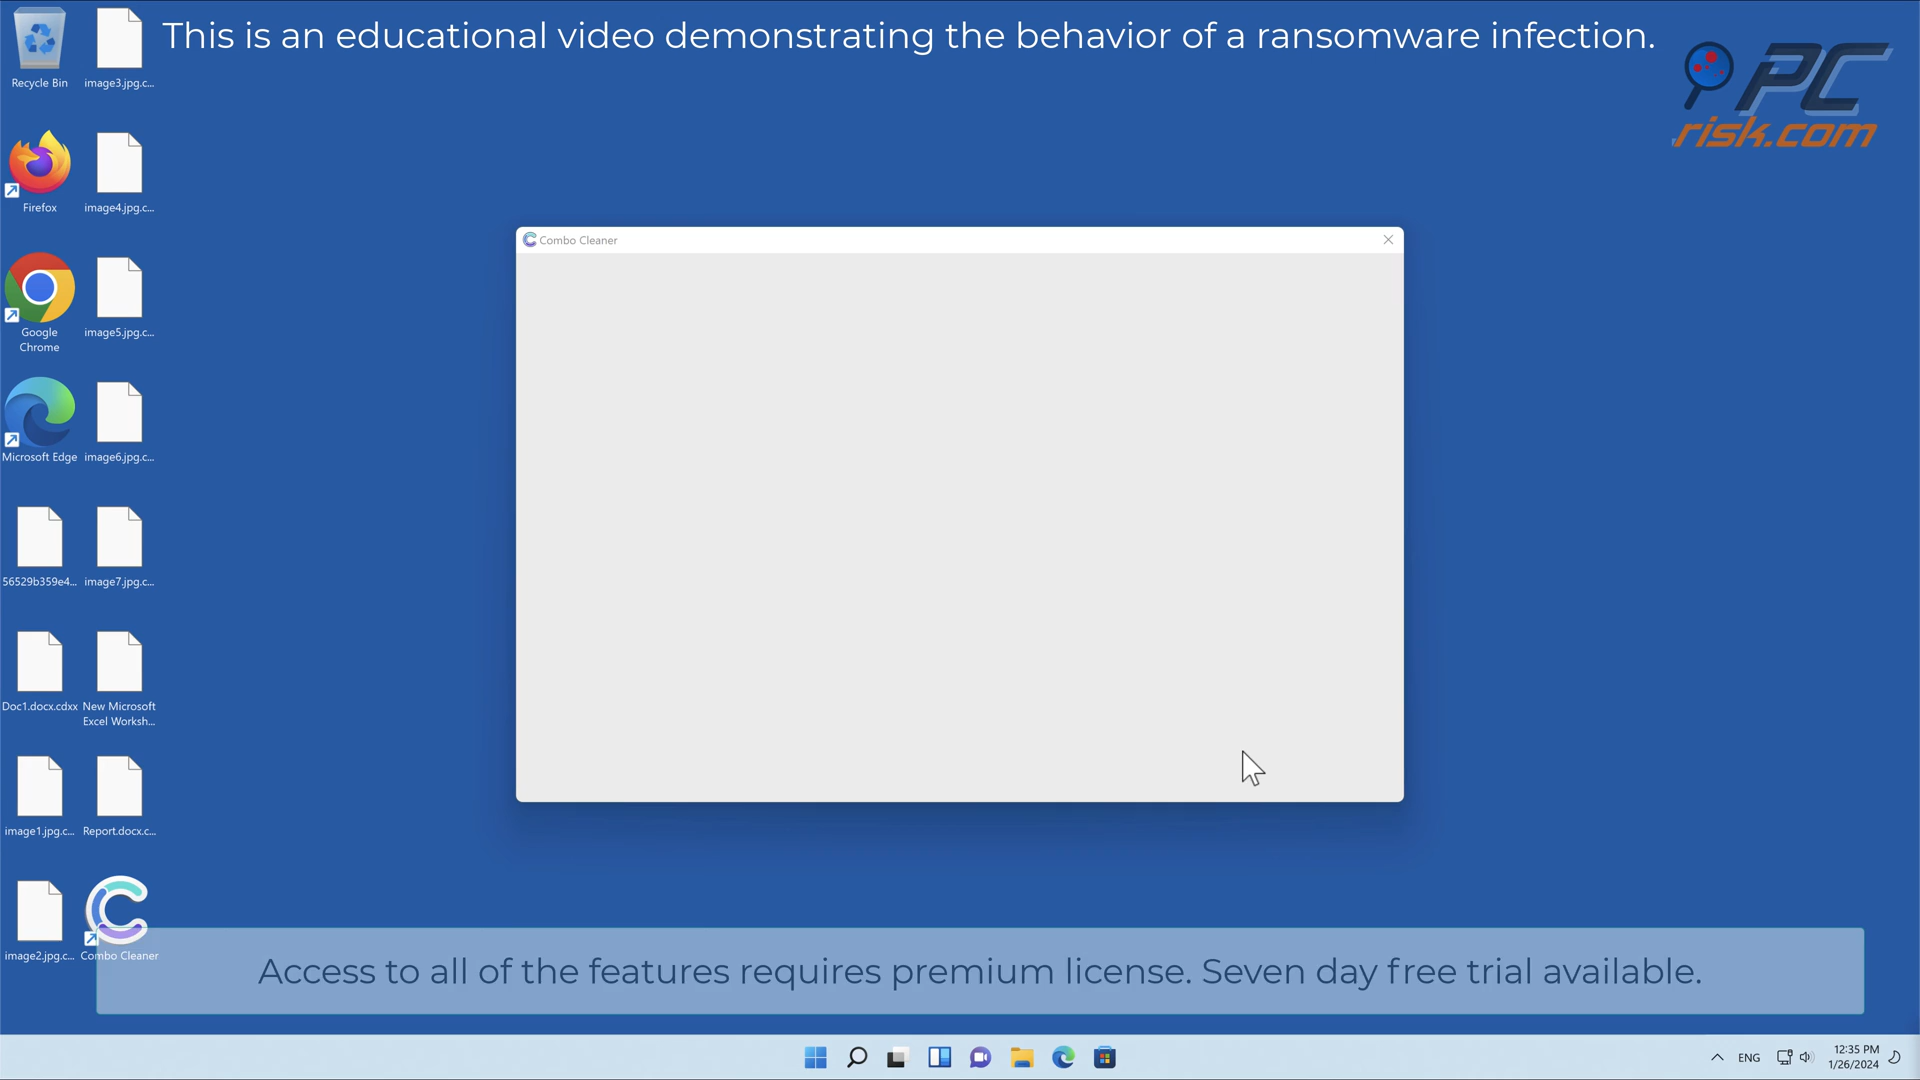 This is an educational video demonstrating the behavior of a ransomware infection.
PC
risk.com
Recycle Bin
image3.jpg.c...
Firefox
image4.jpg.c...
Google
Chrome
image5.jpg.c...
Microsoft Edge
image6.jpg.c...
56529b359e4...
image7.jpg.c...
Doc1.docx.cdxx
New Microsoft
Excel Worksh...
image1.jpg.c...
Report.docx.c...
image2.jpg.c...
Combo Cleaner
Combo Cleaner
Access to all of the features requires premium license. Seven day free trial available.
ENG
12:35 PM
1/26/2024